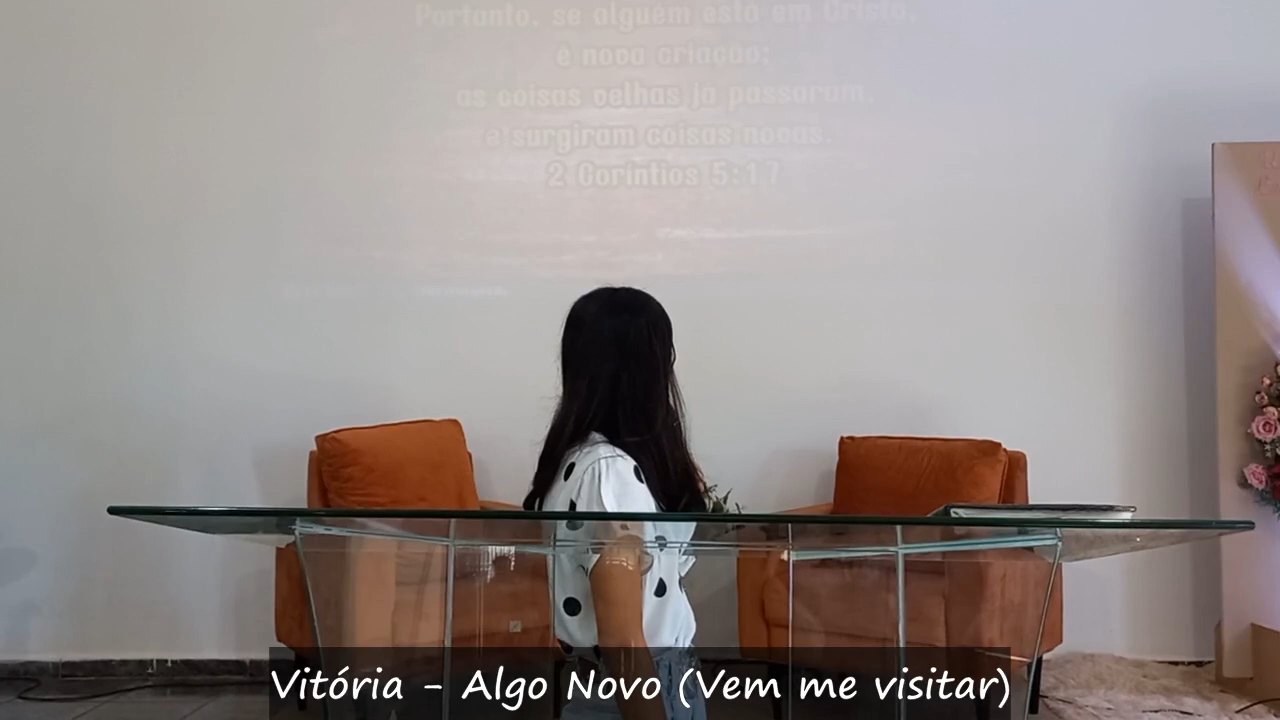 Portanto, se alguém está em Cristo,
é nova criação;
as coisas velhas já passaram,
e surgiram coisas novas.
2 Coríntios 5:17
Vitória - Algo Novo (Vem me visitar)